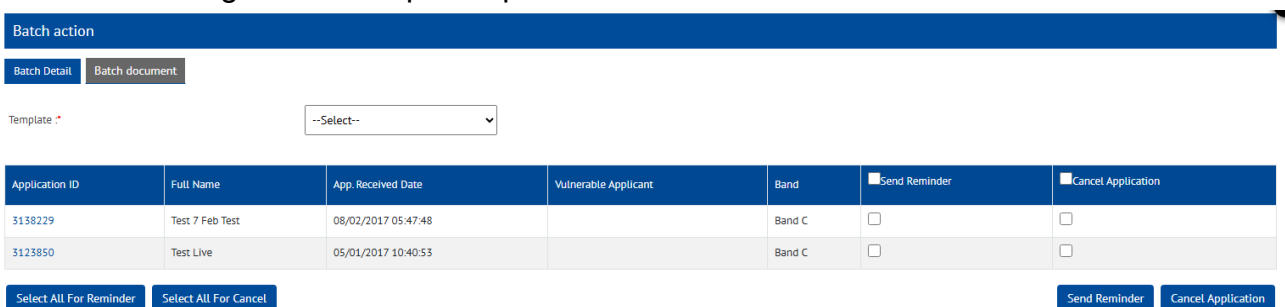 Batch action
Batch Detail Batch document
Template :* --Select--
Application ID Full Name App. Received Date Vulnerable Applicant Band Send Reminder Cancel Application
3138229 Test 7 Feb Test 08/02/2017 05:47:48 Band C
3123850 Test Live 05/01/2017 10:40:53 Band C
Select All For Reminder Select All For Cancel Send Reminder Cancel Application